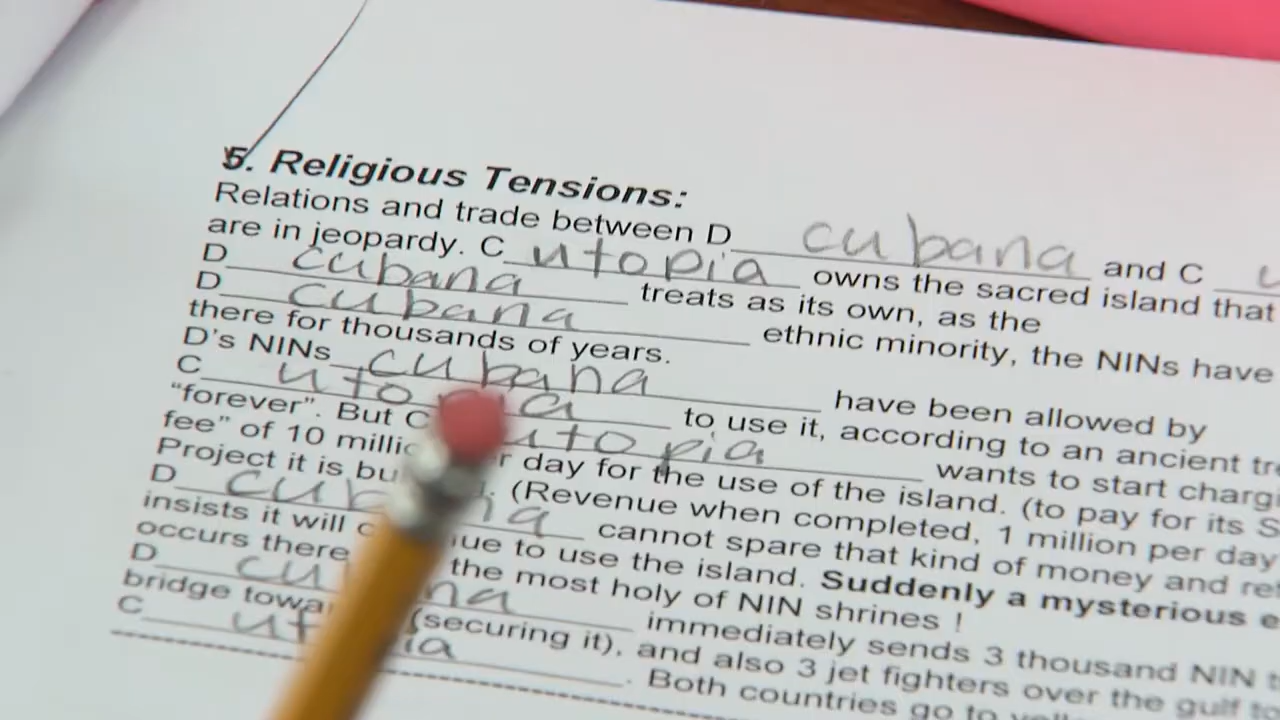 5. Religious Tensions:
Relations and trade between D cubana and C
are in jeopardy. C utopia owns the sacred island that
D cubana treats as its own, as the
D cubana ethnic minority, the NINs have
there for thousands of years.
D's NINs cubana have been allowed by
C utopia to use it, according to an ancient
"forever". But C utopia wants to start
fee" of 10 day for the use of the island. (to pay for its
Project it is (Revenue when completed, 1 million per day
D cubana cannot spare that kind of money and
insists it will to use the island. Suddenly a mysterious
occurs there the most holy of NIN shrines !
D cubana immediately sends 3 thousand NIN
bridge (securing it), and also 3 jet fighters over the gulf
C utopia . Both countries go to